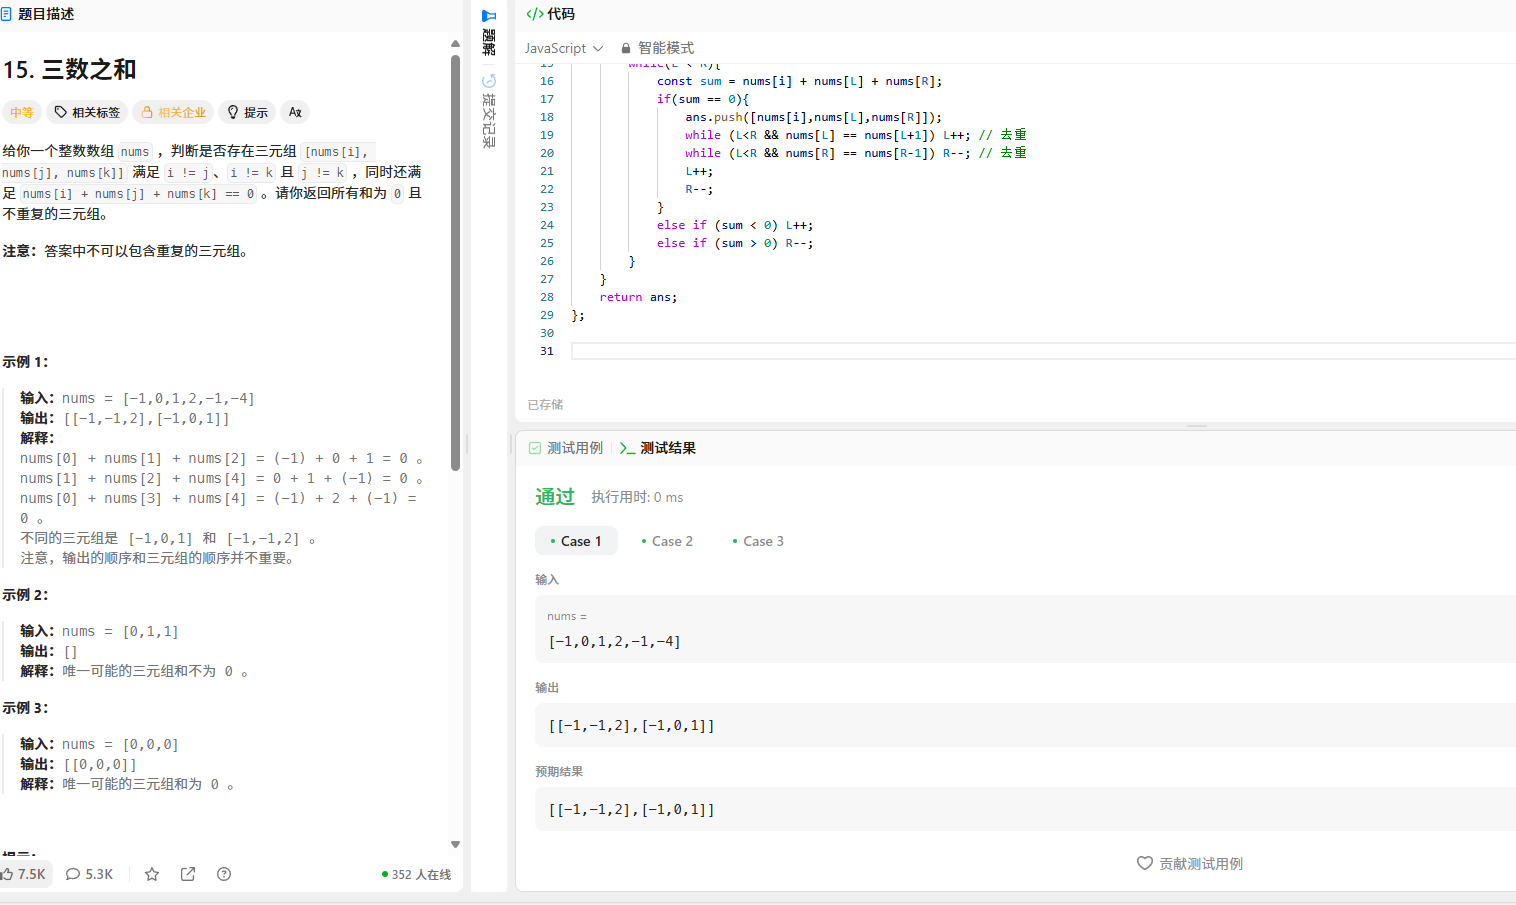 题目描述
15. 三数之和
中等 相关标签 相关企业 提示
给你一个整数数组 nums ，判断是否存在三元组 [nums[i],
nums[j], nums[k]] 满足 i != j、i != k 且 j != k ，同时还满
足 nums[i] + nums[j] + nums[k] == 0 。请你返回所有和为 0 且
不重复的三元组。
注意：答案中不可以包含重复的三元组。
示例 1：
输入：nums = [-1,0,1,2,-1,-4]
输出：[[-1,-1,2],[-1,0,1]]
解释：
nums[0] + nums[1] + nums[2] = (-1) + 0 + 1 = 0 。
nums[1] + nums[2] + nums[4] = 0 + 1 + (-1) = 0 。
nums[0] + nums[3] + nums[4] = (-1) + 2 + (-1) =
0 。
不同的三元组是 [-1,0,1] 和 [-1,-1,2] 。
注意，输出的顺序和三元组的顺序并不重要。
示例 2：
输入：nums = [0,1,1]
输出：[]
解释：唯一可能的三元组和不为 0 。
示例 3：
输入：nums = [0,0,0]
输出：[[0,0,0]]
解释：唯一可能的三元组和为 0 。
7.5K 5.3K 352 人在线
题解
提交记录
</> 代码
JavaScript 智能模式
15 while(L < R){
16 const sum = nums[i] + nums[L] + nums[R];
17 if(sum == 0){
18 ans.push([nums[i],nums[L],nums[R]]);
19 while (L<R && nums[L] == nums[L+1]) L++; // 去重
20 while (L<R && nums[R] == nums[R-1]) R--; // 去重
21 L++;
22 R--;
23 }
24 else if (sum < 0) L++;
25 else if (sum > 0) R--;
26 }
27 }
28 return ans;
29 };
30
31
已存储
测试用例 >_ 测试结果
通过 执行用时: 0 ms
• Case 1 • Case 2 • Case 3
输入
nums =
[-1,0,1,2,-1,-4]
输出
[[-1,-1,2],[-1,0,1]]
预期结果
[[-1,-1,2],[-1,0,1]]
贡献测试用例